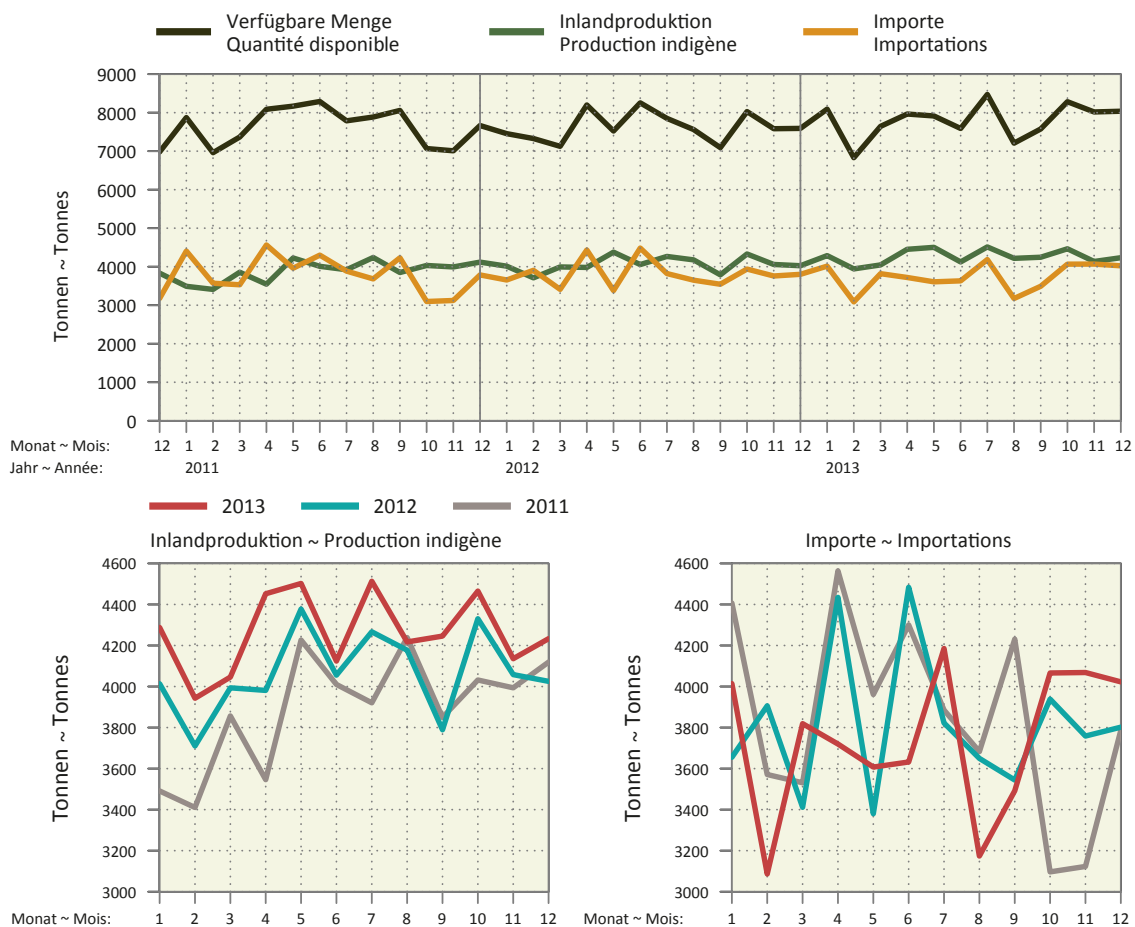 Verfügbare Menge
Quantité disponible
Inlandproduktion
Production indigène
Importe
Importations
Tonnen ~ Tonnes
9000
8000
7000
6000
5000
4000
3000
2000
1000
0
Monat ~ Mois: 12 1 2 3 4 5 6 7 8 9 10 11 12 1 2 3 4 5 6 7 8 9 10 11 12 1 2 3 4 5 6 7 8 9 10 11 12
Jahr ~ Année: 2011 2012 2013
2013 2012 2011
Inlandproduktion ~ Production indigène
Tonnen ~ Tonnes
4600
4400
4200
4000
3800
3600
3400
3200
3000
Monat ~ Mois: 1 2 3 4 5 6 7 8 9 10 11 12
Importe ~ Importations
Tonnen ~ Tonnes
4600
4400
4200
4000
3800
3600
3400
3200
3000
Monat ~ Mois: 1 2 3 4 5 6 7 8 9 10 11 12